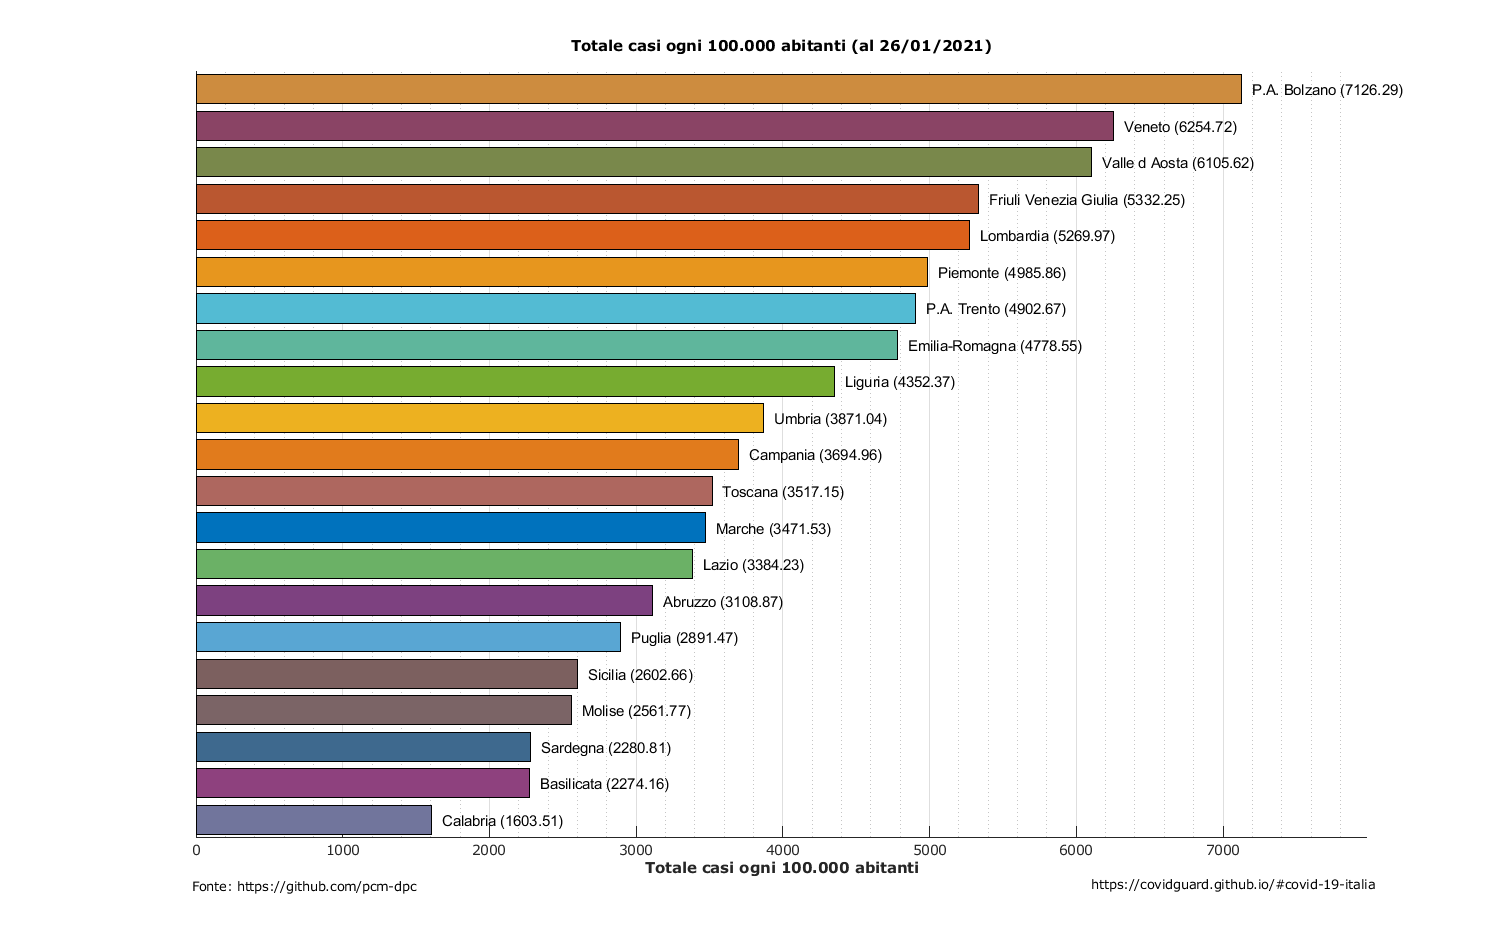 Totale casi ogni 100.000 abitanti (al 26/01/2021)
P.A. Bolzano (7126.29)
Veneto (6254.72)
Valle d Aosta (6105.62)
Friuli Venezia Giulia (5332.25)
Lombardia (5269.97)
Piemonte (4985.86)
P.A. Trento (4902.67)
Emilia-Romagna (4778.55)
Liguria (4352.37)
Umbria (3871.04)
Campania (3694.96)
Toscana (3517.15)
Marche (3471.53)
Lazio (3384.23)
Abruzzo (3108.87)
Puglia (2891.47)
Sicilia (2602.66)
Molise (2561.77)
Sardegna (2280.81)
Basilicata (2274.16)
Calabria (1603.51)
0 1000 2000 3000 4000 5000 6000 7000
Totale casi ogni 100.000 abitanti
Fonte: https://github.com/pcm-dpc
https://covidguard.github.io/#covid-19-italia